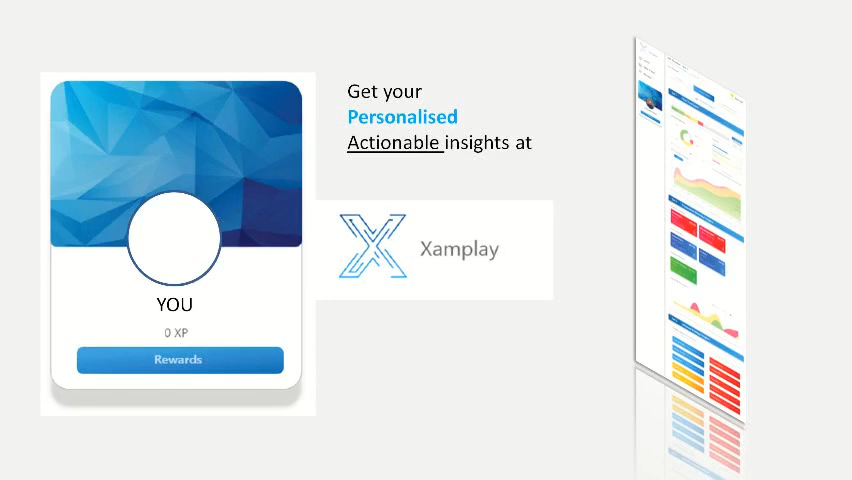 Get your
Personalised
Actionable insights at
Xamplay
YOU
0 XP
Rewards